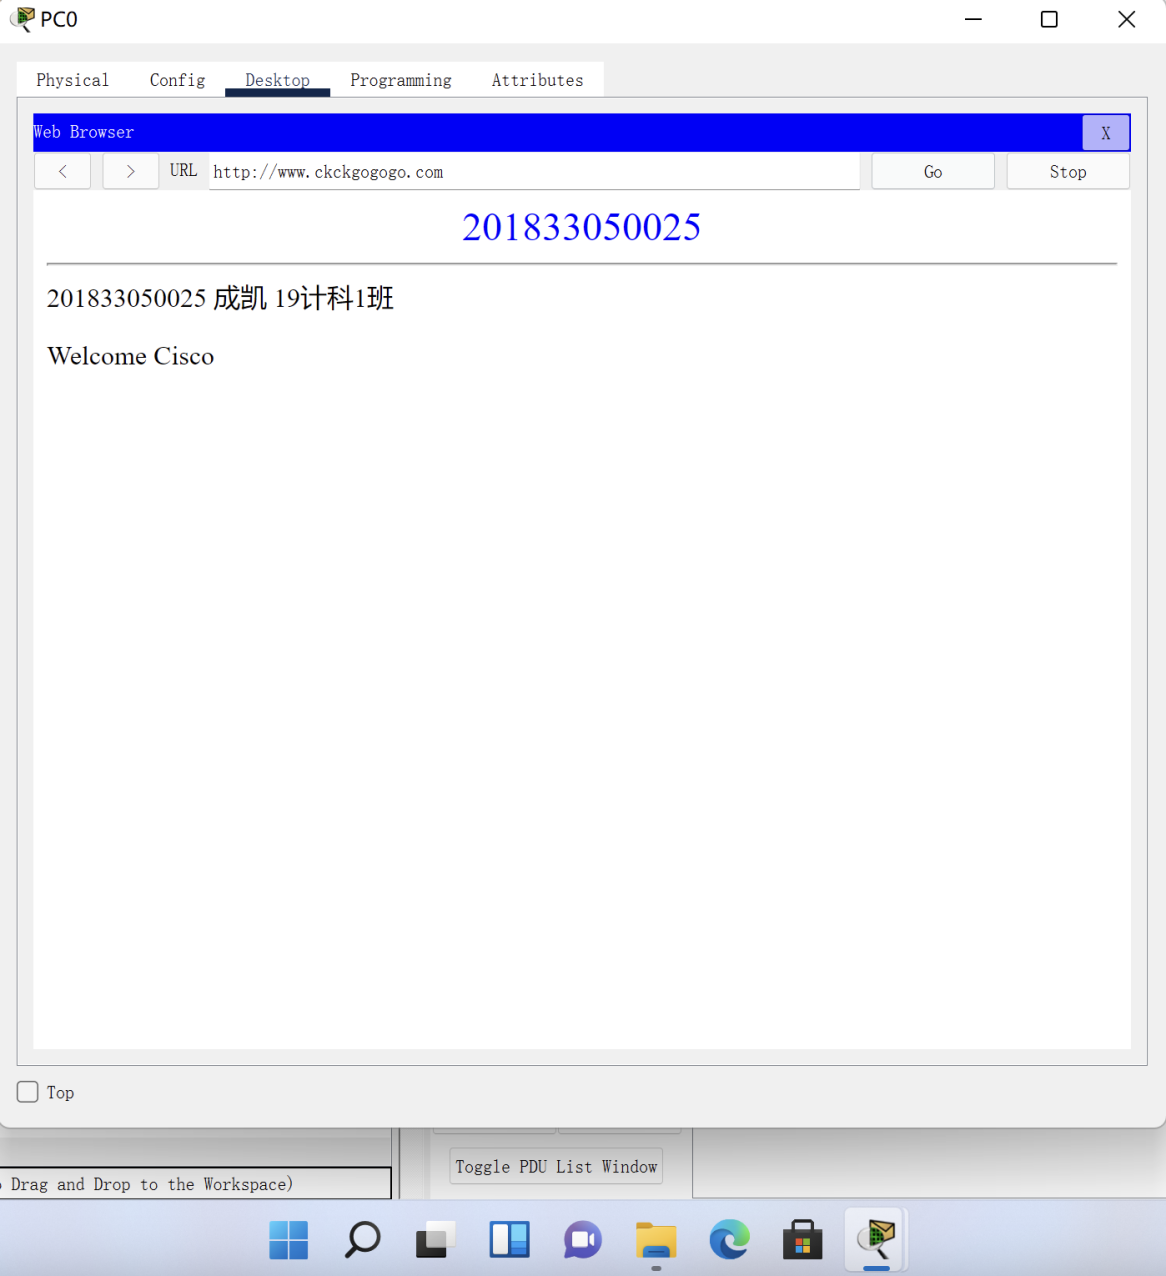 PC0
Physical Config Desktop Programming Attributes
Web Browser X
< > URL http://www.ckckgogogo.com Go Stop
201833050025
201833050025 成凯 19计科1班
Welcome Cisco
Top
Toggle PDU List Window
Drag and Drop to the Workspace)